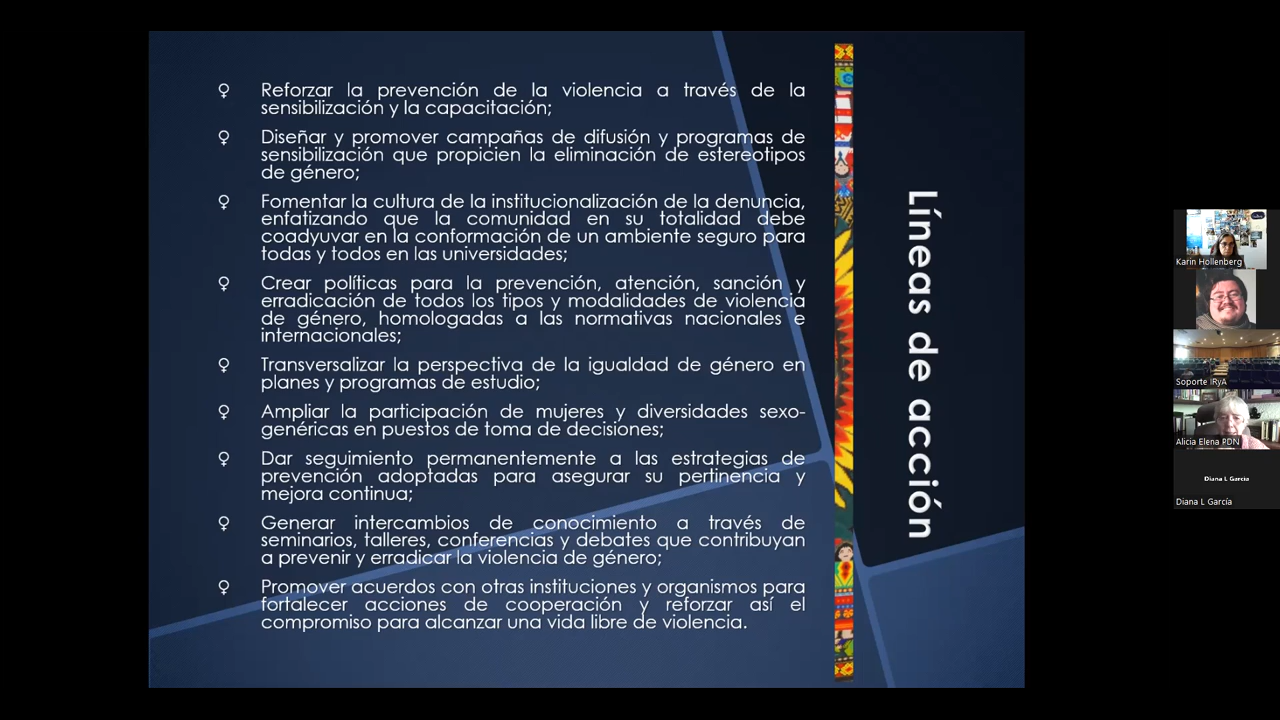 ♀ Reforzar la prevención de la violencia a través de la
sensibilización y la capacitación;
♀ Diseñar y promover campañas de difusión y programas de
sensibilización que propicien la eliminación de estereotipos
de género;
♀ Fomentar la cultura de la institucionalización de la denuncia,
enfatizando que la comunidad en su totalidad debe
coadyuvar en la conformación de un ambiente seguro para
todas y todos en las universidades;
♀ Crear políticas para la prevención, atención, sanción y
erradicación de todos los tipos y modalidades de violencia
de género, homologadas a las normativas nacionales e
internacionales;
♀ Transversalizar la perspectiva de la igualdad de género en
planes y programas de estudio;
♀ Ampliar la participación de mujeres y diversidades sexo-
genéricas en puestos de toma de decisiones;
♀ Dar seguimiento permanentemente a las estrategias de
prevención adoptadas para asegurar su pertinencia y
mejora continua;
♀ Generar intercambios de conocimiento a través de
seminarios, talleres, conferencias y debates que contribuyan
a prevenir y erradicar la violencia de género;
♀ Promover acuerdos con otras instituciones y organismos para
fortalecer acciones de cooperación y reforzar así el
compromiso para alcanzar una vida libre de violencia.
Líneas de acción
Karin Hollenberg
Soporte IRyA
Alicia Elena PDN
Diana L García
Diana L García